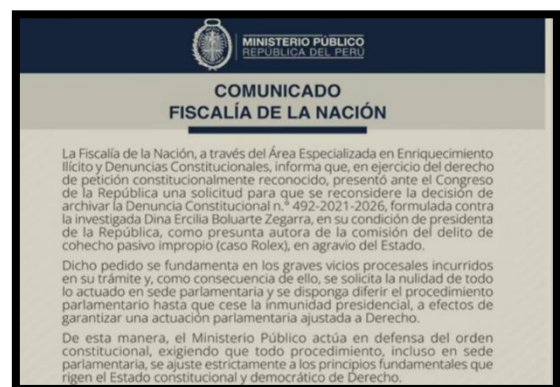 MINISTERIO PÚBLICO
REPÚBLICA DEL PERÚ
COMUNICADO
FISCALÍA DE LA NACIÓN
La Fiscalía de la Nación, a través del Área Especializada en Enriquecimiento
Ilícito y Denuncias Constitucionales, informa que, en ejercicio del derecho
de petición constitucionalmente reconocido, presentó ante el Congreso
de la República una solicitud para que se reconsidere la decisión de
archivar la Denuncia Constitucional n.° 492-2021-2026, formulada contra
la investigada Dina Ercilia Boluarte Zegarra, en su condición de presidenta
de la República, como presunta autora de la comisión del delito de
cohecho pasivo impropio (caso Rolex), en agravio del Estado.
Dicho pedido se fundamenta en los graves vicios procesales incurridos
en su trámite y, como consecuencia de ello, se solicita la nulidad de todo
lo actuado en sede parlamentaria y se disponga diferir el procedimiento
parlamentario hasta que cese la inmunidad presidencial, a efectos de
garantizar una actuación parlamentaria ajustada a Derecho.
De esta manera, el Ministerio Público actúa en defensa del orden
constitucional, exigiendo que todo procedimiento, incluso en sede
parlamentaria, se ajuste estrictamente a los principios fundamentales que
rigen el Estado constitucional y democrático de Derecho.